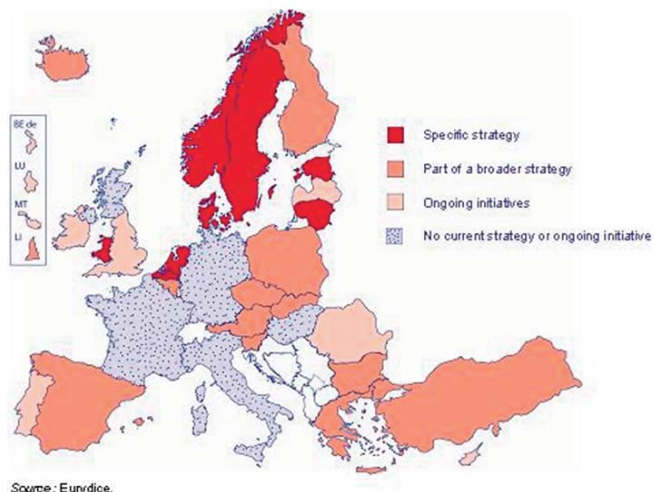 BE de
LU
MT
LI
Specific strategy
Part of a broader strategy
Ongoing initiatives
No current strategy or ongoing initiative
Source: Eurydice.